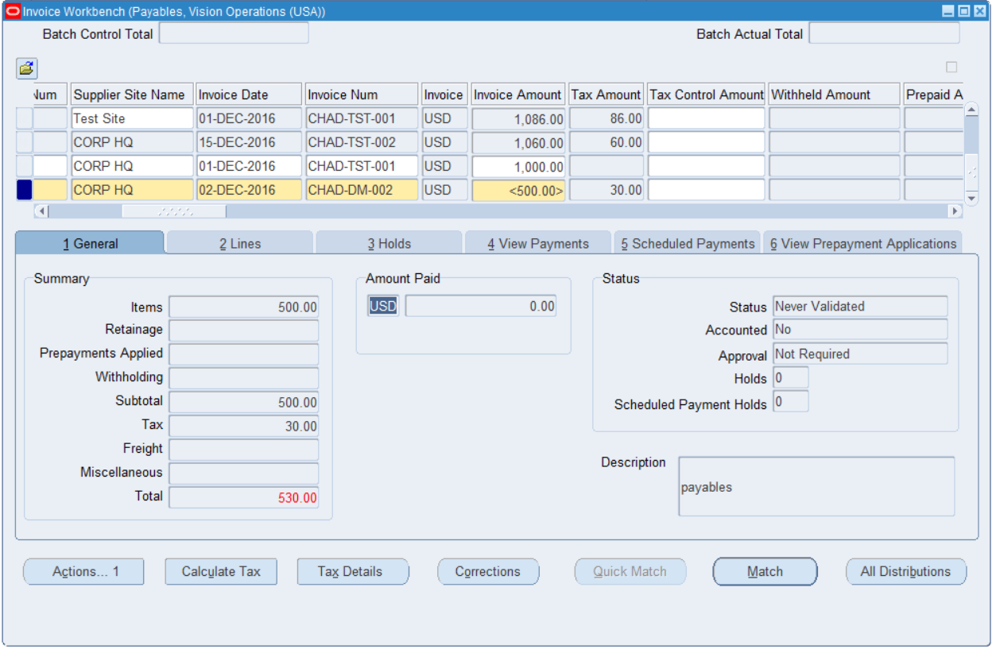 Invoice Workbench (Payables, Vision Operations (USA))
Batch Control Total
Batch Actual Total
Num Supplier Site Name Invoice Date Invoice Num Invoice Invoice Amount Tax Amount Tax Control Amount Withheld Amount Prepaid A
Test Site 01-DEC-2016 CHAD-TST-001 USD 1,086.00 86.00
CORP HQ 15-DEC-2016 CHAD-TST-002 USD 1,060.00 60.00
CORP HQ 01-DEC-2016 CHAD-TST-001 USD 1,000.00
CORP HQ 02-DEC-2016 CHAD-DM-002 USD <500.00> 30.00
1 General 2 Lines 3 Holds 4 View Payments 5 Scheduled Payments 6 View Prepayment Applications
Summary
Items 500.00
Retainage
Prepayments Applied
Withholding
Subtotal 500.00
Tax 30.00
Freight
Miscellaneous
Total 530.00
Amount Paid
USD 0.00
Status
Status Never Validated
Accounted No
Approval Not Required
Holds 0
Scheduled Payment Holds 0
Description payables
Actions... 1 Calculate Tax Tax Details Corrections Quick Match Match All Distributions